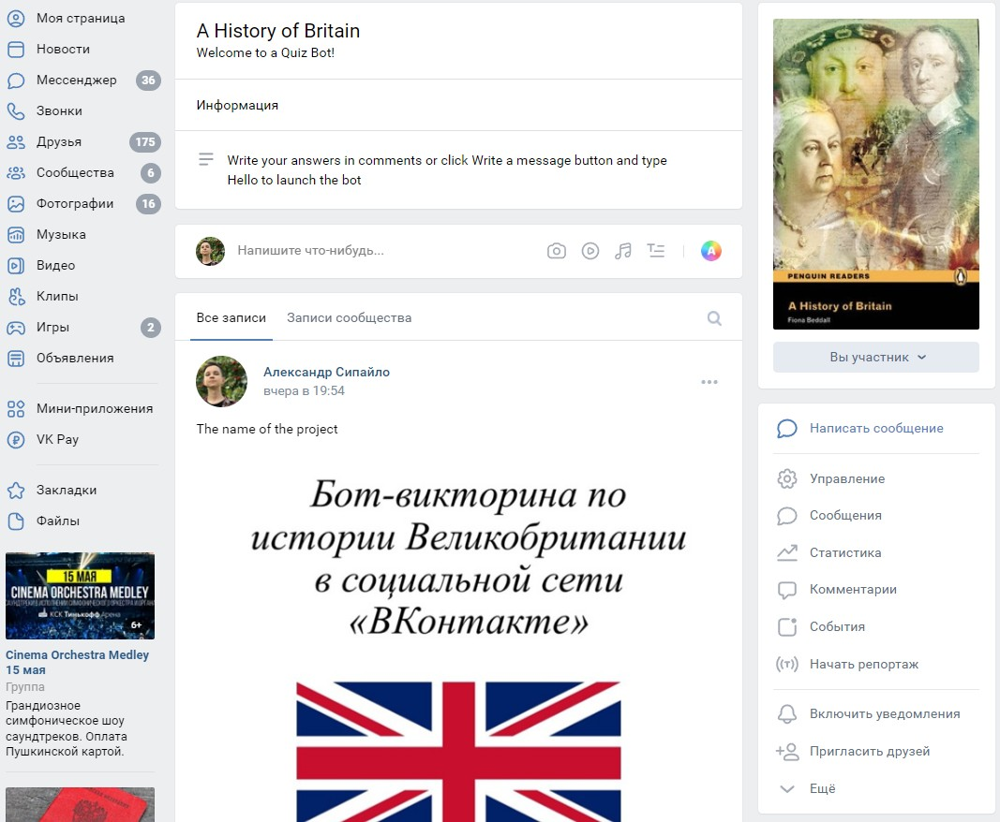 Моя страница
Новости
Мессенджер 36
Звонки
Друзья 175
Сообщества 6
Фотографии 16
Музыка
Видео
Клипы
Игры 2
Объявления
Мини-приложения
VK Pay
Закладки
Файлы
15 МАЯ
CINEMA ORCHESTRA MEDLEY
КСК Тинькофф Арена
6+
Cinema Orchestra Medley
15 мая
Группа
Грандиозное
симфоническое шоу
саундтреков. Оплата
Пушкинской картой.
A History of Britain
Welcome to a Quiz Bot!
Информация
Write your answers in comments or click Write a message button and type
Hello to launch the bot
Напишите что-нибудь...
A
Все записи Записи сообщества
Александр Сипайло
вчера в 19:54
The name of the project
Бот-викторина по
истории Великобритании
в социальной сети
«ВКонтакте»
PENGUIN READERS
A History of Britain
Fiona Beddall
Вы участник
Написать сообщение
Управление
Сообщения
Статистика
Комментарии
События
Начать репортаж
Включить уведомления
Пригласить друзей
Ещё